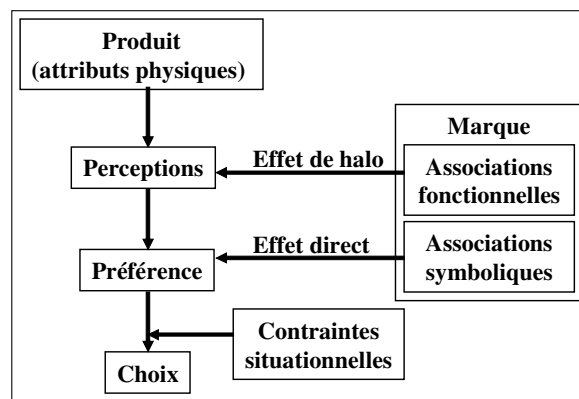 Produit
(attributs physiques)
Marque
Effet de halo
Perceptions
Associations
fonctionnelles
Effet direct
Préférence
Associations
symboliques
Contraintes
situationnelles
Choix